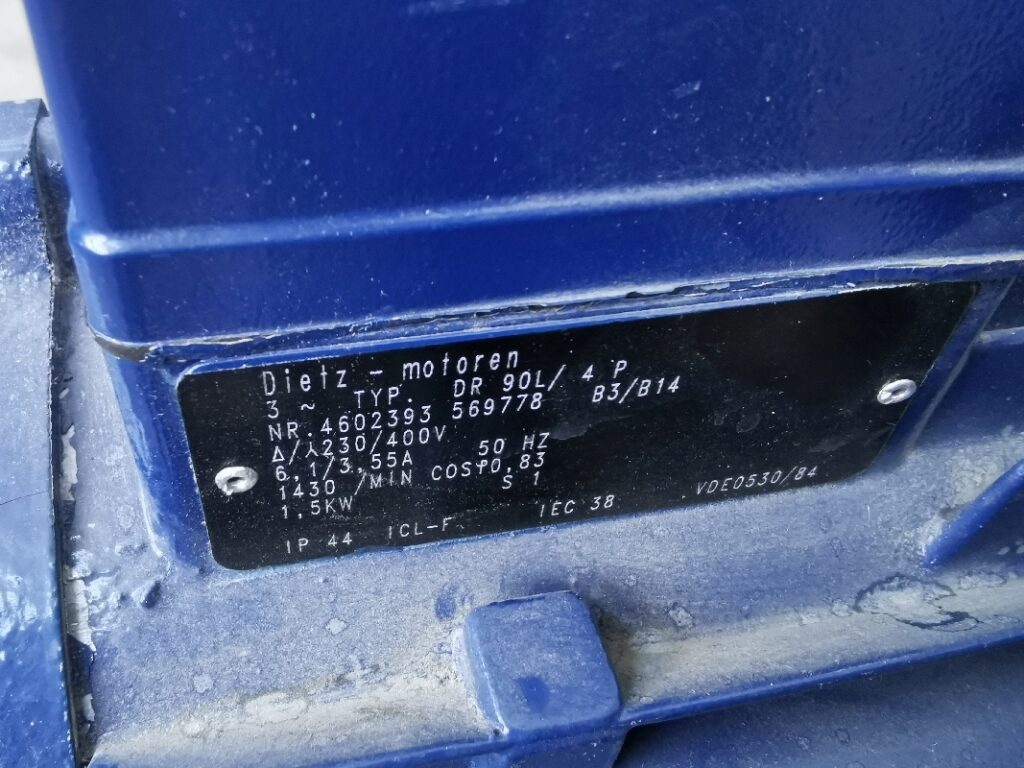 Dietz - motoren
3 ~ TYP. DR 90L/ 4 P
NR 4602393 569778 B3/B14
Δ/⅄230/400V 50 HZ
6,1/3,55A COSφ0,83
1430 /MIN S 1
1,5KW
IP 44 ICL-F IEC 38 VDE0530/84